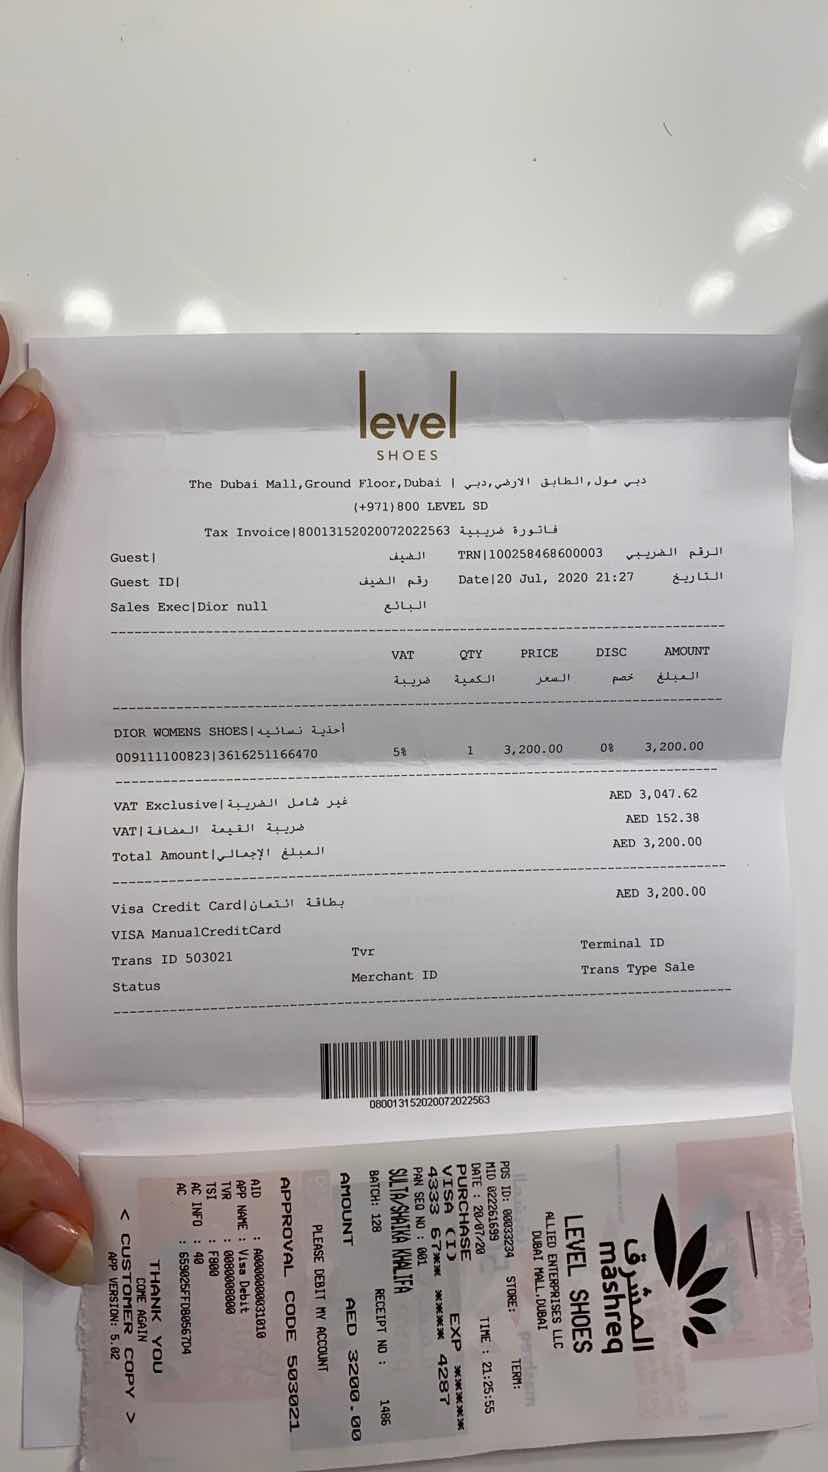 level
SHOES
The Dubai Mall,Ground Floor,Dubai | دبي مول,الطابق الارضي,دبي
(+971)800 LEVEL SD
Tax Invoice|80013152020072022563 فاتورة ضريبية
Guest| الضيف TRN|100258468600003 الرقم الضريبي
Guest ID| رقم الضيف Date|20 Jul, 2020 21:27 التاريخ
Sales Exec|Dior null البائع
VAT QTY PRICE DISC AMOUNT
ضريبة الكمية السعر خصم المبلغ
DIOR WOMENS SHOES|أحذية نسائيه
009111100823|3616251166470 5% 1 3,200.00 0% 3,200.00
VAT Exclusive|غير شامل الضريبة AED 3,047.62
VAT|ضريبة القيمة المضافة AED 152.38
Total Amount|المبلغ الإجمالي AED 3,200.00
Visa Credit Card|بطاقة ائتمان AED 3,200.00
VISA ManualCreditCard
Trans ID 503021 Tvr Terminal ID
Status Merchant ID Trans Type Sale
080013152020072022563
المشرق
mashreq
LEVEL SHOES
ALLIED ENTERPRISES LLC
DUBAI MALL,DUBAI
POS ID: 00033234 STORE: TERM:
MID 022261699
DATE : 20/07/20 TIME : 21:25:55
PURCHASE
VISA (I) EXP *****
4333 67** **** 4287
PAN SEQ NO : 001
SULTA/SHAIKA KHALIFA
BATCH: 128 RECEIPT NO : 1486
AMOUNT AED 3200.00
PLEASE DEBIT MY ACCOUNT
APPROVAL CODE 503021
AID : A0000000031010
APP NAME : Visa Debit
TVR : 0080008000
TSI : F800
AC INFO : 40
AC : 659025FFDB0567D4
THANK YOU
COME AGAIN
< CUSTOMER COPY >
APP VERSION: 5.02